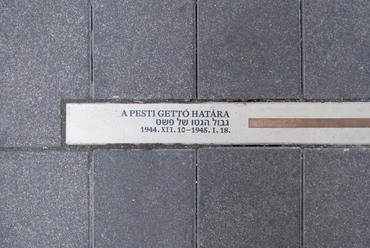 A PESTI GETTÓ HATÁRA
גבול הגטו של פשט
1944. XII. 10–1945. I. 18.